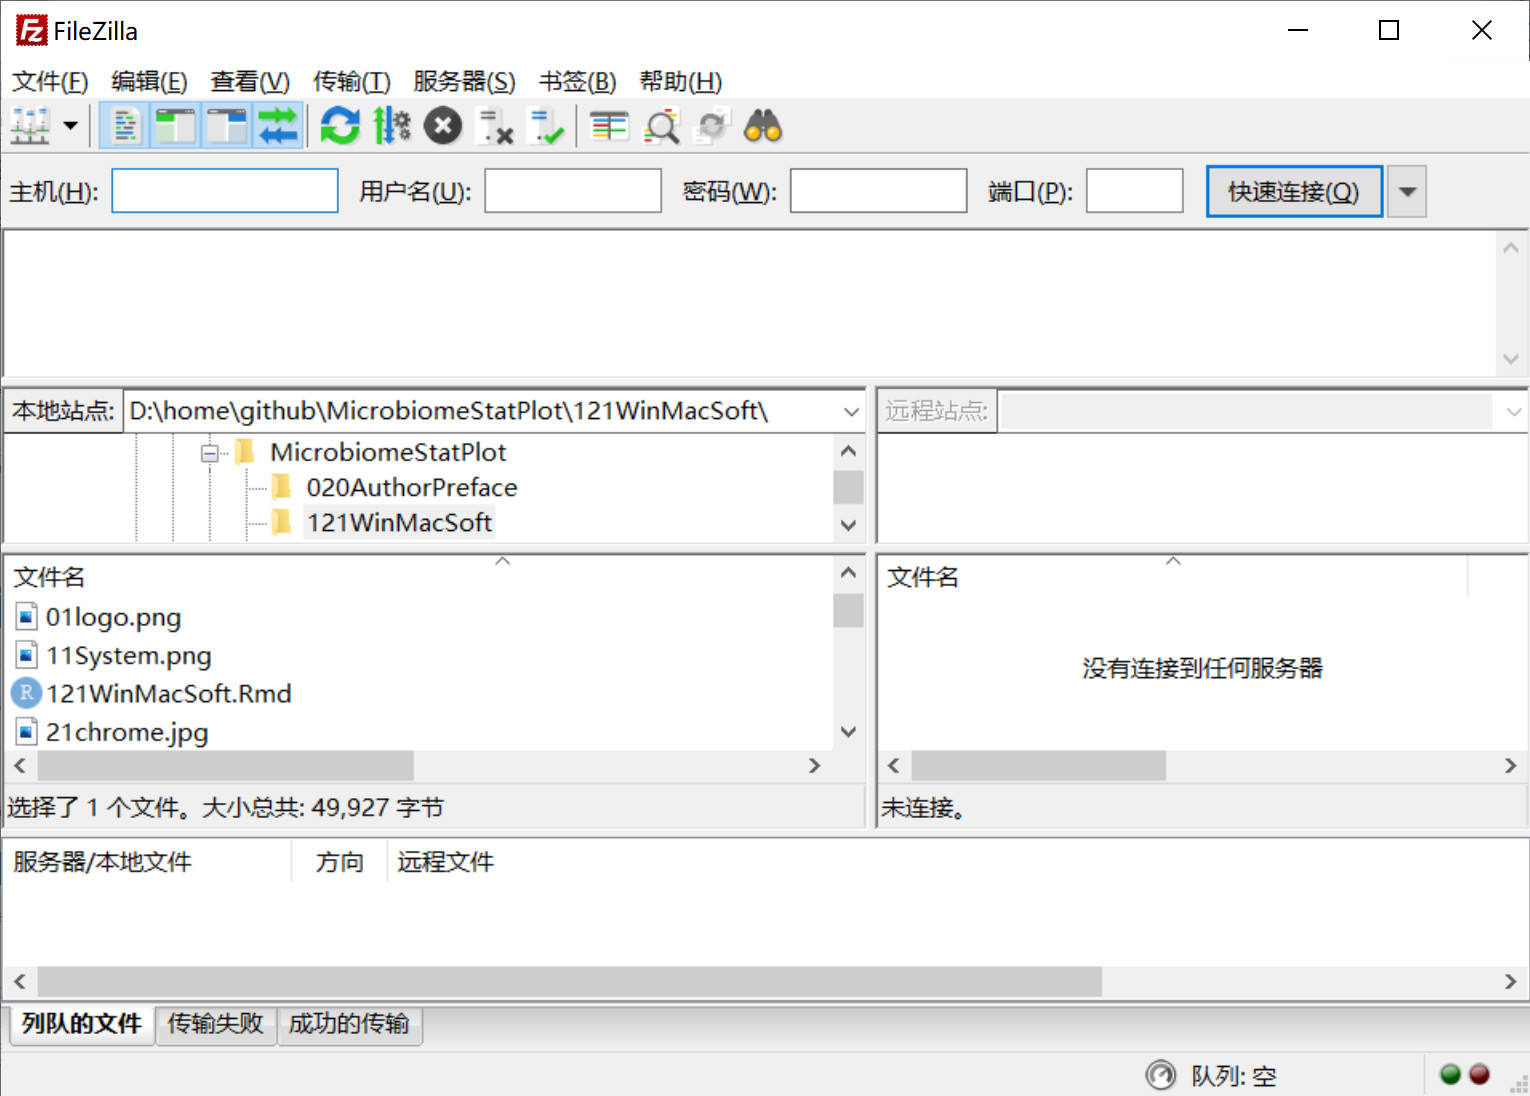 FileZilla
文件(F) 编辑(E) 查看(V) 传输(T) 服务器(S) 书签(B) 帮助(H)
主机(H): 用户名(U): 密码(W): 端口(P): 快速连接(Q)
本地站点: D:\home\github\MicrobiomeStatPlot\121WinMacSoft\
MicrobiomeStatPlot
020AuthorPreface
121WinMacSoft
远程站点:
文件名
01logo.png
11System.png
121WinMacSoft.Rmd
21chrome.jpg
选择了 1 个文件。大小总共: 49,927 字节
文件名
没有连接到任何服务器
未连接。
服务器/本地文件 方向 远程文件
列队的文件 传输失败 成功的传输
队列: 空